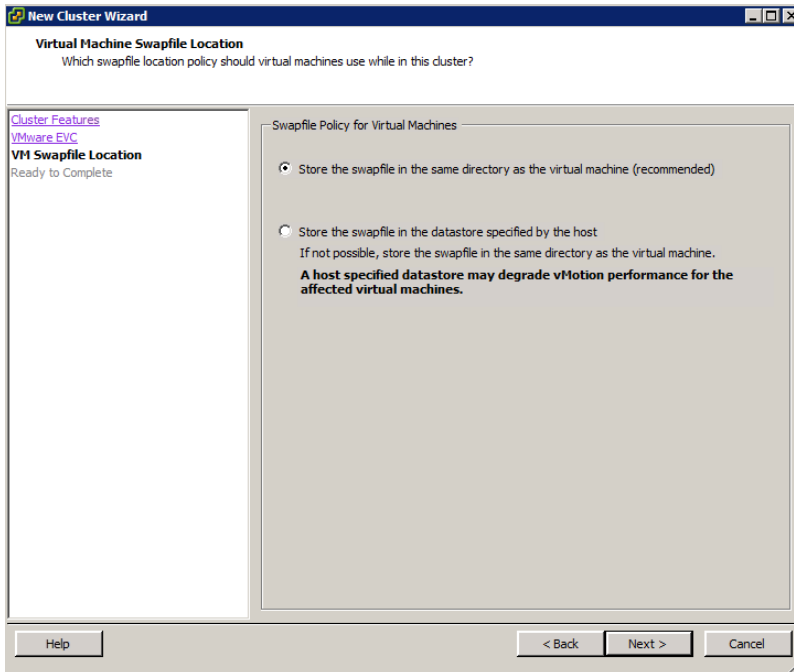 New Cluster Wizard
Virtual Machine Swapfile Location
Which swapfile location policy should virtual machines use while in this cluster?
Cluster Features
VMware EVC
VM Swapfile Location
Ready to Complete
Swapfile Policy for Virtual Machines
Store the swapfile in the same directory as the virtual machine (recommended)
Store the swapfile in the datastore specified by the host
If not possible, store the swapfile in the same directory as the virtual machine.
A host specified datastore may degrade vMotion performance for the
affected virtual machines.
Help
< Back
Next >
Cancel